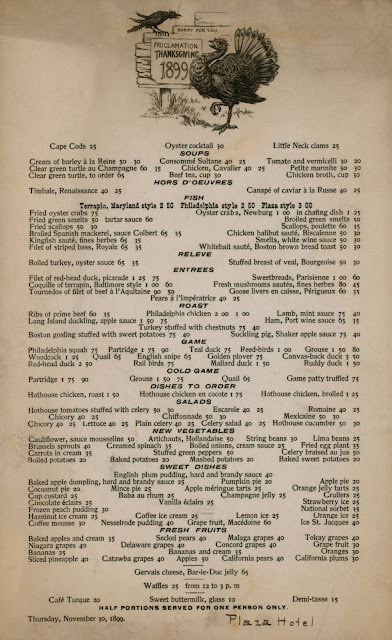 SORRY FOR YOU
PROCLAMATION
THANKSGIVING
1899
Cape Cods 25 Oyster cocktail 30 Little Neck clams 25
SOUPS
Cream of barley à la Reine 50 30 Consommé Sultane 40 25 Tomato and vermicelli 30 20
Clear green turtle au Champagne 60 35 Chicken, Cavalier 40 25 Petite marmite 50 30
Clear green turtle, to order 65 Beef tea, cup 30 Chicken broth, cup 30
HORS D'OEUVRES
Timbale, Renaissance 40 25 Canapé of caviar à la Russe 40 25
FISH
Terrapin, Maryland style 2 50 Philadelphia style 2 50 Plaza style 3 00
Fried oyster crabs 75 Oyster crabs, Newburg 1 00 in chafing dish 1 25
Fried green smelts 50 tartar sauce 60 Broiled green smelts 50
Fried scallops 50 30 Scallops, poulette 60 35
Broiled Spanish mackerel, sauce Colbert 65 35 Chicken halibut sauté, Biscaienne 50 30
Kingfish sauté, fines herbes 65 35 Smelts, white wine sauce 50 30
Filet of striped bass, Royale 65 35 Whitebait sauté, Boston brown bread toast 50 30
RELEVE
Boiled turkey, oyster sauce 65 35 Stuffed breast of veal, Bourgeoise 50 30
ENTREES
Filet of red-head duck, picarade 1 25 75 Sweetbreads, Parisienne 1 00 60
Coquille of terrapin, Baltimore style 1 00 60 Fresh mushrooms sautés, fines herbes 80 45
Tournedos of filet of beef à l'Aquitaine 90 50 Goose livers en caisse, Périgueux 60 35
Pears à l'Impératrice 40 25
ROAST
Ribs of prime beef 60 35 Philadelphia chicken 2 00 1 00 Lamb, mint sauce 75 40
Long Island duckling, apple sauce 1 50 75 Ham, Port wine sauce 65 35
Turkey stuffed with chestnuts 75 40
Boston gosling stuffed with sweet potatoes 75 40 Suckling pig, Shaker apple sauce 75 40
GAME
Philadelphia squab 75 Partridge 1 75 90 Teal duck 75 Peed-birds 1 00 Grouse 1 50 80
Woodcock 1 25 Quail 65 English snipe 65 Golden plover 75 Canvas-back duck 3 50
Red-head duck 2 50 Rail birds 75 Mallard duck 1 50 Ruddy duck 1 50
COLD GAME
Partridge 1 75 90 Grouse 1 50 75 Quail 65 Game patty truffled 75
DISHES TO ORDER
Hothouse chicken, roast 1 50 Hothouse chicken en cocote 1 75 Hothouse chicken, broiled 1 25
SALADS
Hothouse tomatoes stuffed with celery 50 30 Escarole 40 25 Romaine 40 25
Chicory 40 25 Chiffonnade 50 30 Mexicaine 50 30
Chicory 40 25 Lettuce 40 25 Plain celery 40 25 Celery salad 40 25 Hothouse cucumber 50 30
NEW VEGETABLES
Cauliflower, sauce mousseline 50 Artichauts, Hollandaise 50 String beans 50 Lima beans 25
Brussels sprouts 40 Creamed spinach 35 Boiled onions, cream sauce 25 Fried egg plant 35
Carrots in cream 35 Stuffed green peppers 50 Celery braised au jus 50
Boiled potatoes 20 Baked potatoes 20 Mashed potatoes 20 Baked sweet potatoes 20
SWEET DISHES
English plum pudding, hard and brandy sauce 40
Baked apple dumpling, hard and brandy sauce 25 Pumpkin pie 20 Apple pie 20
Cocoanut pie 20 Mince pie 25 Apple méringue tarts 25 Orange jelly tartlets 25
Cup custard 25 Baba au rhum 25 Champagne jelly 25 Crullers 25
Chocolate éclairs 25 Vanilla éclairs 25 Strawberry ice 25
Frozen peach pudding 30 National sorbet 35
Hazelnut ice cream 25 Coffee ice cream 25 Lemon ice 25 Orange ice 25
Coffee mousse 30 Nesselrode pudding 40 Grape fruit, Macédoine 60 Ice St. Jacques 40
FRESH FRUITS
Baked apples and cream 35 Seckel pears 40 Malaga grapes 40 Tokay grapes 40
Niagara grapes 40 Delaware grapes 40 Concord grapes 40 Grape fruit 30
Bananas 25 Bananas and cream 35 Oranges 30
Sliced pineapple 40 Catawba grapes 40 Apples 30 California pears 40 California plums 30
Gervais cheese, Bar-le-Duc jelly 65
Waffles 25 from 12 to 3 p. m
Café Turque 20 Sweet buttermilk, glass 10 Demi-tasse 15
HALF PORTIONS SERVED FOR ONE PERSON ONLY.
Thursday, November 30, 1899. Plaza Hotel